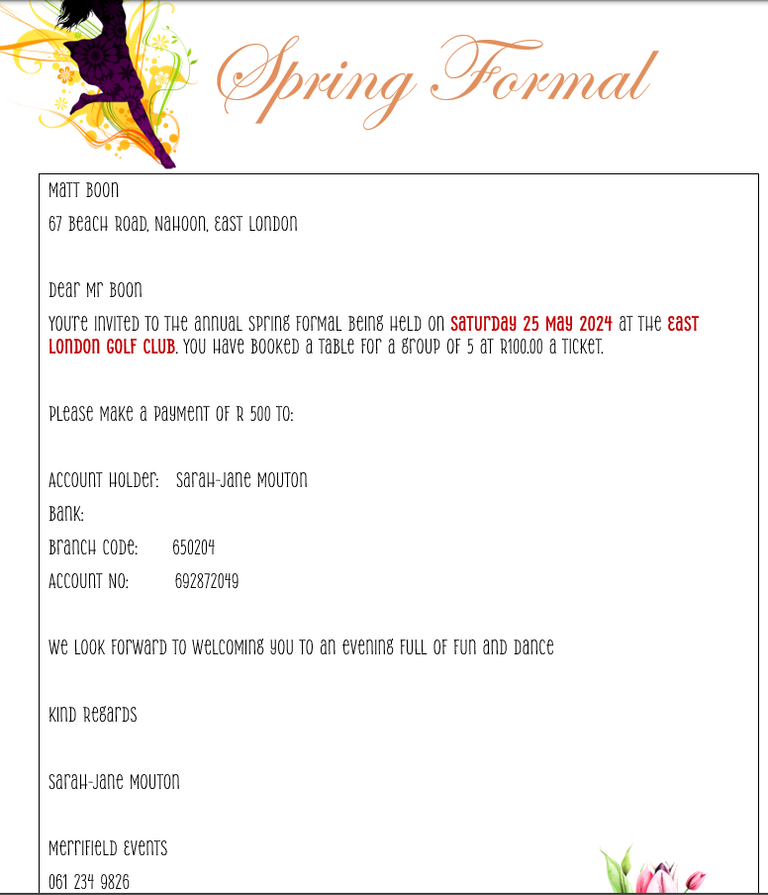 Spring Formal
Matt Boon
67 Beach Road, Nahoon, East London
Dear Mr Boon
You're invited to the annual Spring Formal being held on Saturday 25 May 2024 at the East
London Golf Club. You have booked a table for a group of 5 at R100.00 a ticket.
Please make a payment of R 500 to:
Account Holder: Sarah-Jane Mouton
Bank:
Branch Code: 650204
Account No: 692872049
We look forward to welcoming you to an evening full of fun and dance
Kind Regards
Sarah-Jane Mouton
Merrifield Events
061 234 9826